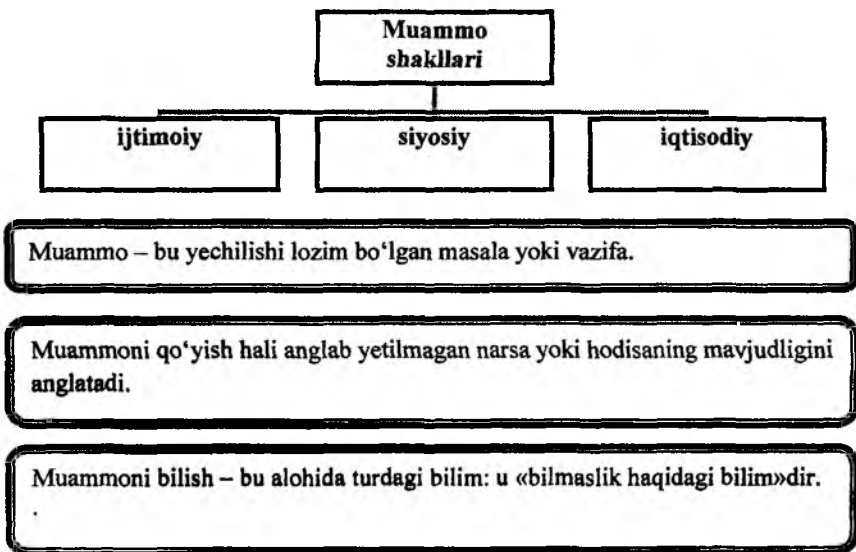 Muammo
shakllari
ijtimoiy
siyosiy
iqtisodiy
Muammo – bu yechilishi lozim bo‘lgan masala yoki vazifa.
Muammoni qo‘yish hali anglab yetilmagan narsa yoki hodisaning mavjudligini
anglatadi.
Muammoni bilish – bu alohida turdagi bilim: u «bilmaslik haqidagi bilim»dir.